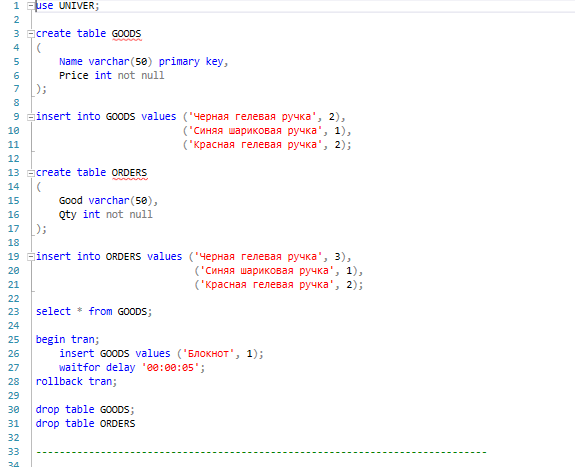 1 use UNIVER;
2
3 create table GOODS
4 (
5 Name varchar(50) primary key,
6 Price int not null
7 );
8
9 insert into GOODS values ('Черная гелевая ручка', 2),
10 ('Синяя шариковая ручка', 1),
11 ('Красная гелевая ручка', 2);
12
13 create table ORDERS
14 (
15 Good varchar(50),
16 Qty int not null
17 );
18
19 insert into ORDERS values ('Черная гелевая ручка', 3),
20 ('Синяя шариковая ручка', 1),
21 ('Красная гелевая ручка', 2);
22
23 select * from GOODS;
24
25 begin tran;
26 insert GOODS values ('Блокнот', 1);
27 waitfor delay '00:00:05';
28 rollback tran;
29
30 drop table GOODS;
31 drop table ORDERS
32
33 ---------------------------------------------------------------------------
34